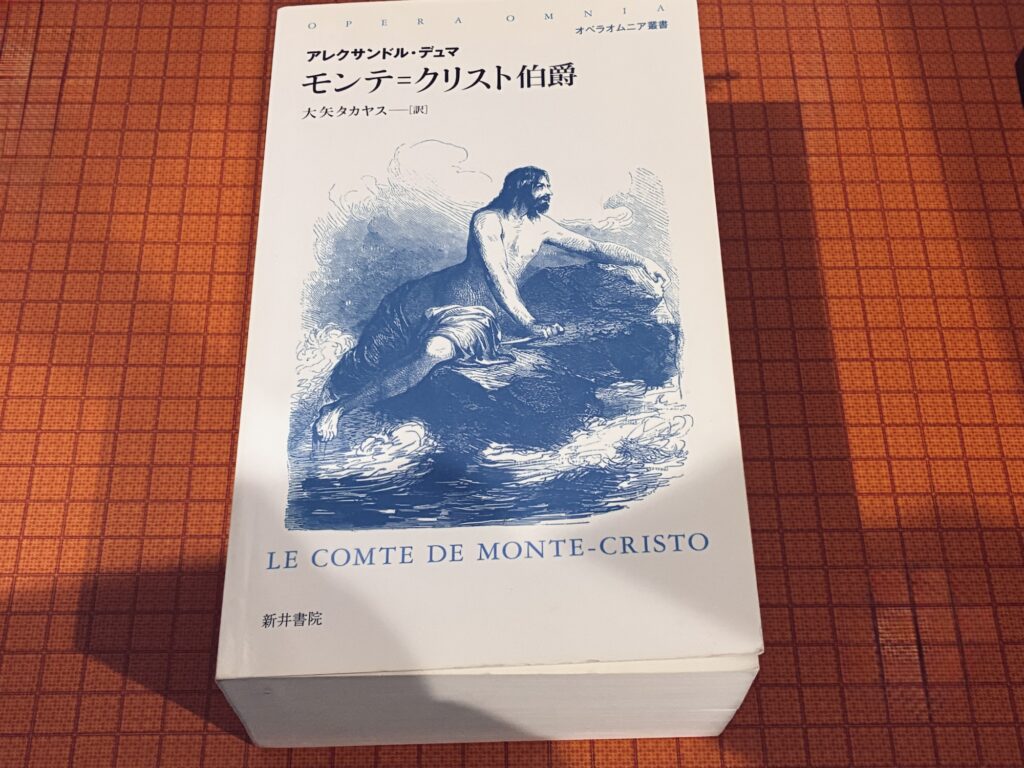 OPERA OMNIA
オペラオムニア叢書
アレクサンドル・デュマ
モンテ=クリスト伯爵
大矢タカヤス──[訳]
LE COMTE DE MONTE-CRISTO
新井書院